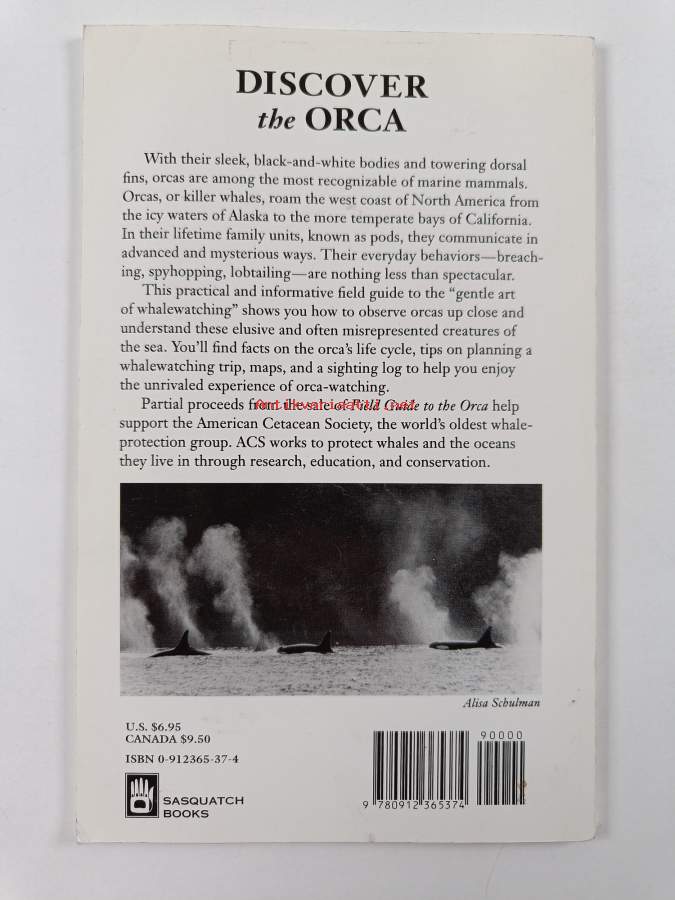 DISCOVER
the ORCA
With their sleek, black-and-white bodies and towering dorsal
fins, orcas are among the most recognizable of marine mammals.
Orcas, or killer whales, roam the west coast of North America from
the icy waters of Alaska to the more temperate bays of California.
In their lifetime family units, known as pods, they communicate in
advanced and mysterious ways. Their everyday behaviors—breach-
ing, spyhopping, lobtailing—are nothing less than spectacular.
This practical and informative field guide to the “gentle art
of whalewatching” shows you how to observe orcas up close and
understand these elusive and often misrepresented creatures of
the sea. You’ll find facts on the orca’s life cycle, tips on planning a
whalewatching trip, maps, and a sighting log to help you enjoy
the unrivaled experience of orca-watching.
Partial proceeds from the sale of Field Guide to the Orca help
support the American Cetacean Society, the world’s oldest whale-
protection group. ACS works to protect whales and the oceans
they live in through research, education, and conservation.
Alisa Schulman
U.S. $6.95
CANADA $9.50
ISBN 0-912365-37-4
SASQUATCH
BOOKS
90000
9 780912 365374